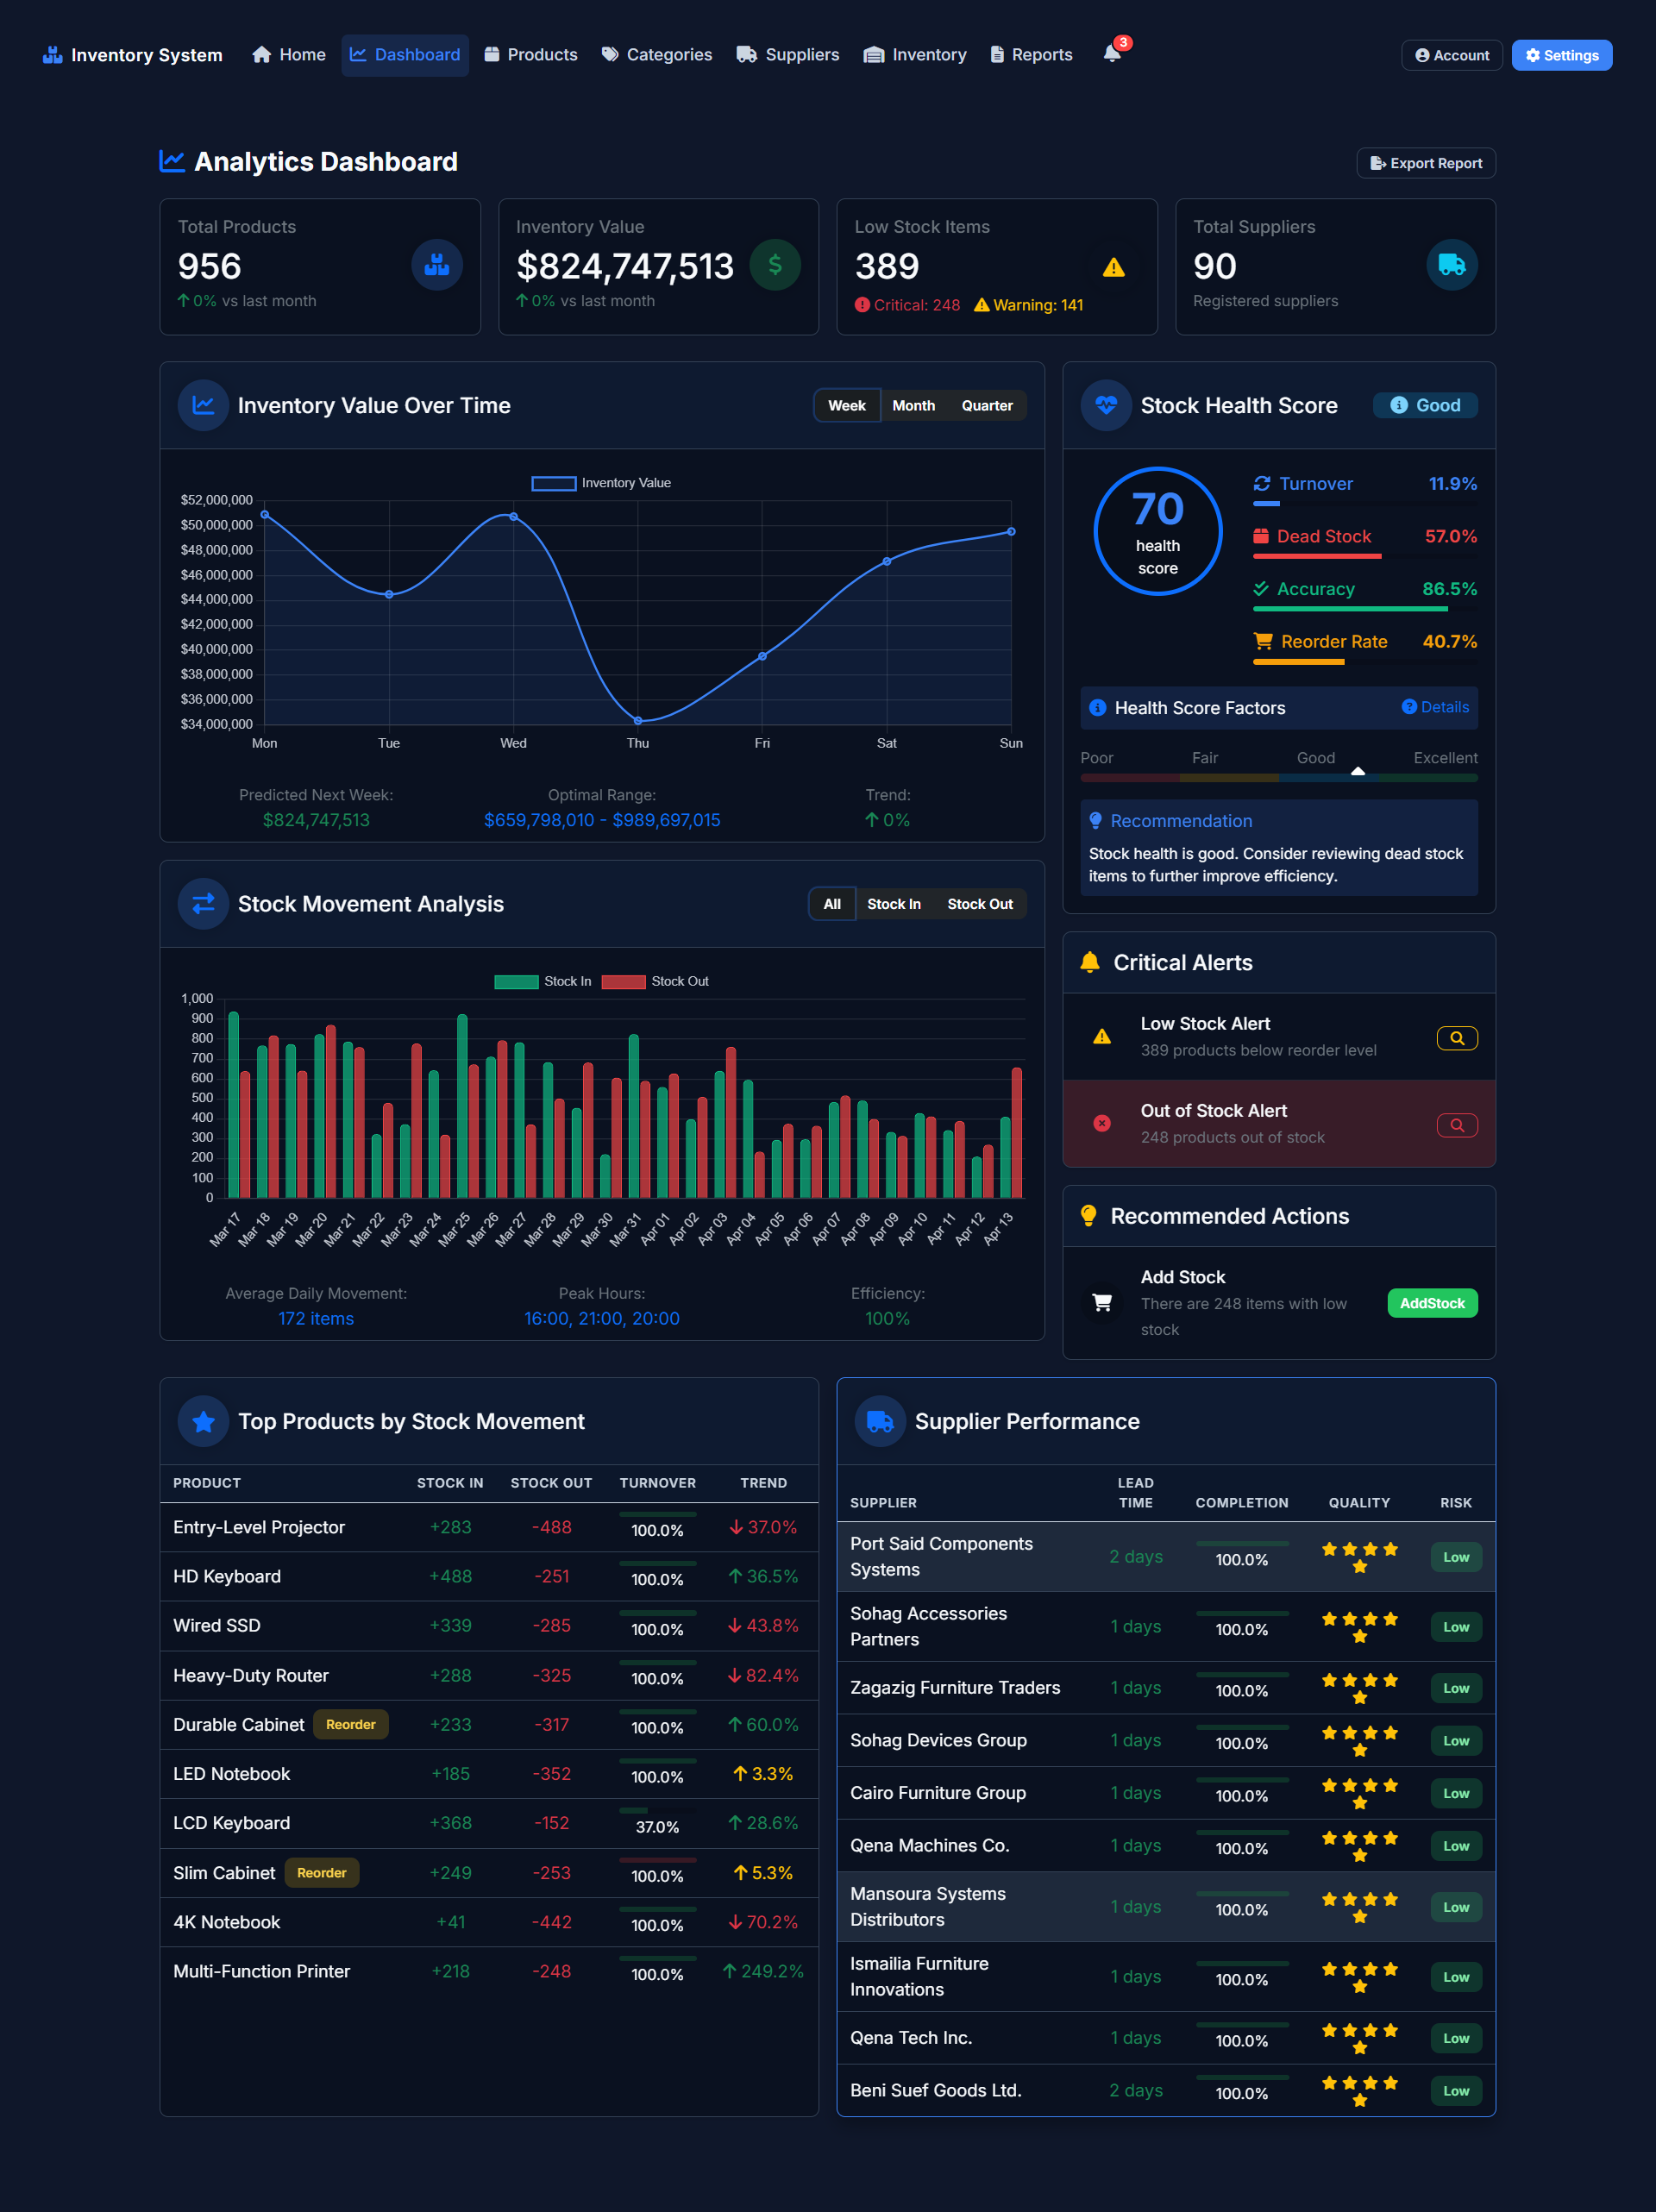 Inventory System
Home
Dashboard
Products
Categories
Suppliers
Inventory
Reports
3
Account
Settings
Analytics Dashboard
Export Report
Total Products
956
0% vs last month
Inventory Value
$824,747,513
$
0% vs last month
Low Stock Items
389
Critical: 248
Warning: 141
Total Suppliers
90
Registered suppliers
Inventory Value Over Time
Week
Month
Quarter
Inventory Value
$52,000,000
$50,000,000
$48,000,000
$46,000,000
$44,000,000
$42,000,000
$40,000,000
$38,000,000
$36,000,000
$34,000,000
Mon
Tue
Wed
Thu
Fri
Sat
Sun
Predicted Next Week:
$824,747,513
Optimal Range:
$659,798,010 - $989,697,015
Trend:
0%
Stock Health Score
Good
70
health
score
Turnover
11.9%
Dead Stock
57.0%
Accuracy
86.5%
Reorder Rate
40.7%
Health Score Factors
Details
Poor
Fair
Good
Excellent
Recommendation
Stock health is good. Consider reviewing dead stock
items to further improve efficiency.
Stock Movement Analysis
All
Stock In
Stock Out
Stock In
Stock Out
1,000
900
800
700
600
500
400
300
200
100
0
Mar 17
Mar 18
Mar 19
Mar 20
Mar 21
Mar 22
Mar 23
Mar 24
Mar 25
Mar 26
Mar 27
Mar 28
Mar 29
Mar 30
Mar 31
Apr 01
Apr 02
Apr 03
Apr 04
Apr 05
Apr 06
Apr 07
Apr 08
Apr 09
Apr 10
Apr 11
Apr 12
Apr 13
Average Daily Movement:
172 items
Peak Hours:
16:00, 21:00, 20:00
Efficiency:
100%
Critical Alerts
Low Stock Alert
389 products below reorder level
Out of Stock Alert
248 products out of stock
Recommended Actions
Add Stock
There are 248 items with low
stock
AddStock
Top Products by Stock Movement
PRODUCT STOCK IN STOCK OUT TURNOVER TREND
Entry-Level Projector +283 -488 100.0% 37.0%
HD Keyboard +488 -251 100.0% 36.5%
Wired SSD +339 -285 100.0% 43.8%
Heavy-Duty Router +288 -325 100.0% 82.4%
Durable Cabinet Reorder +233 -317 100.0% 60.0%
LED Notebook +185 -352 100.0% 3.3%
LCD Keyboard +368 -152 37.0% 28.6%
Slim Cabinet Reorder +249 -253 100.0% 5.3%
4K Notebook +41 -442 100.0% 70.2%
Multi-Function Printer +218 -248 100.0% 249.2%
Supplier Performance
LEAD
SUPPLIER TIME COMPLETION QUALITY RISK
Port Said Components
Systems
2 days 100.0% Low
Sohag Accessories
Partners
1 days 100.0% Low
Zagazig Furniture Traders 1 days 100.0% Low
Sohag Devices Group 1 days 100.0% Low
Cairo Furniture Group 1 days 100.0% Low
Qena Machines Co. 1 days 100.0% Low
Mansoura Systems
Distributors
1 days 100.0% Low
Ismailia Furniture
Innovations
1 days 100.0% Low
Qena Tech Inc. 1 days 100.0% Low
Beni Suef Goods Ltd. 2 days 100.0% Low